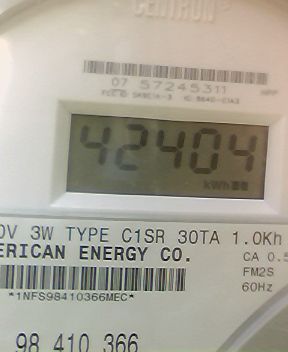 CENTRON®
07 57245311
42404
kWh
0V 3W TYPE C1SR 30TA 1.0Kh
ERICAN ENERGY CO.
CA 0.5
FM2S
*1NFS98410366MEC*
60Hz
98 410 366